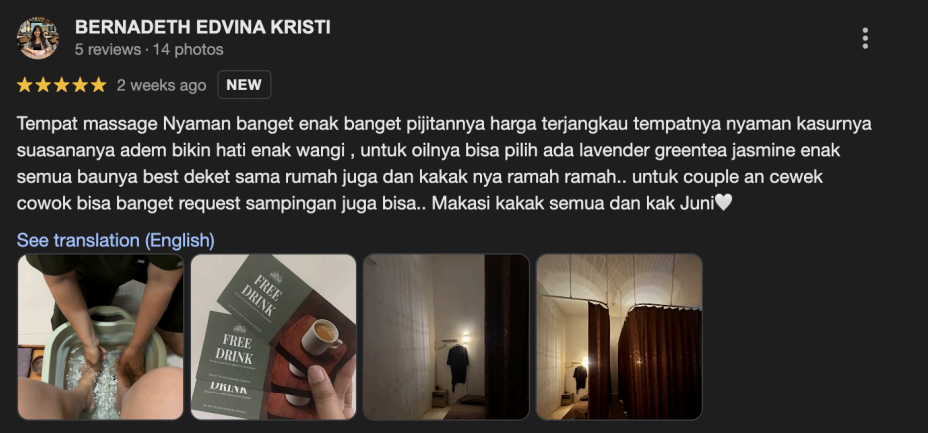 BERNADETH EDVINA KRISTI
5 reviews · 14 photos
2 weeks ago NEW
Tempat massage Nyaman banget enak banget pijitannya harga terjangkau tempatnya nyaman kasurnya
suasananya adem bikin hati enak wangi , untuk oilnya bisa pilih ada lavender greentea jasmine enak
semua baunya best deket sama rumah juga dan kakak nya ramah ramah.. untuk couple an cewek
cowok bisa banget request sampingan juga bisa.. Makasi kakak semua dan kak Juni🤍
See translation (English)
FREE
DRINK
FREE
DRINK
DRINK